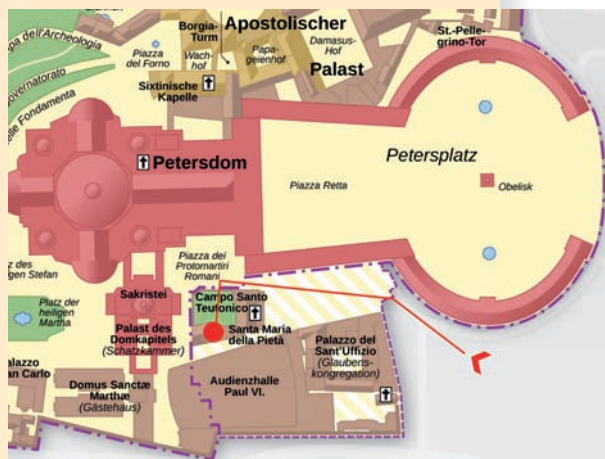 Borgia-
Turm
Apostolischer
Palast
St.-Pelle-
grino-Tor
Piazza
del Forno
Wach-
hof
Papa-
geienhof
Damasus-
Hof
Sixtinische
Kapelle
Petersdom
Petersplatz
Piazza Retta
Obelisk
Piazza dei
Protomartiri
Romani
Platz der
heiligen
Martha
Sakristei
Palast des
Domkapitels
(Schatzkammer)
Campo Santo
Teutonico
Santa Maria
della Pietà
Palazzo del
Sant'Uffizio
(Glaubens-
kongregation)
Audienzhalle
Paul VI.
Domus Sanctæ
Marthæ
(Gästehaus)